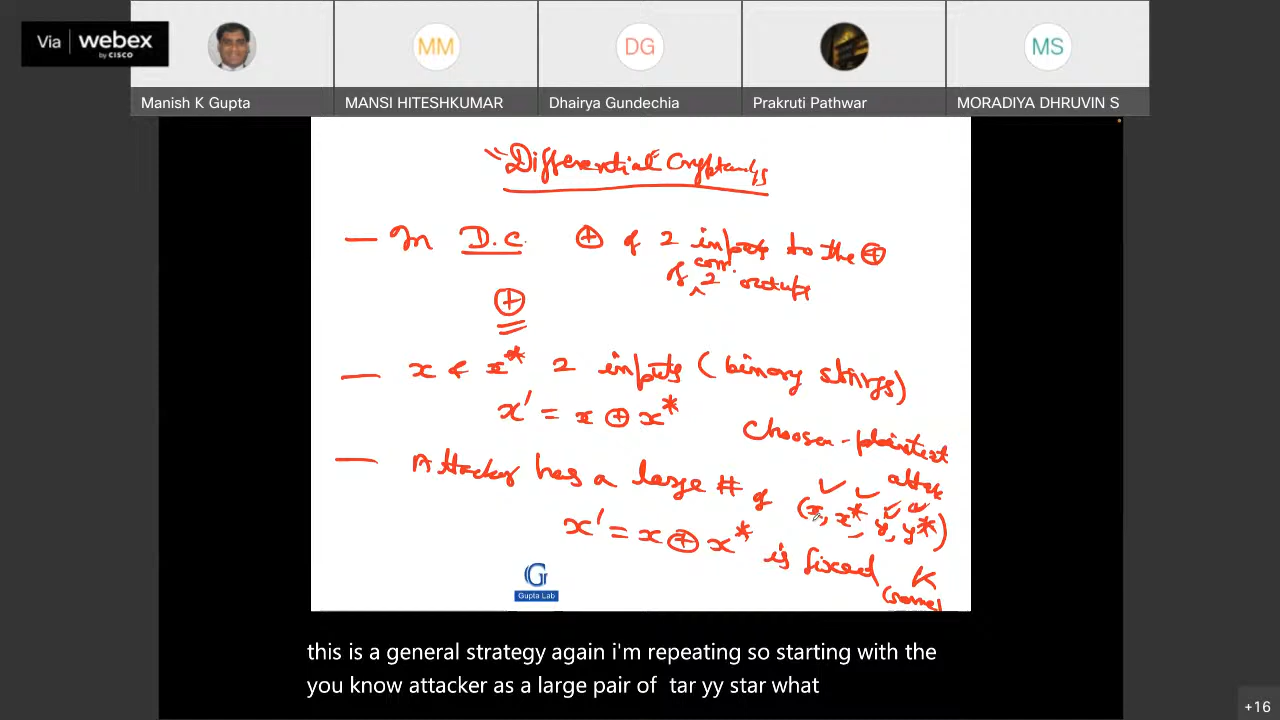 Via webex
by CISCO
MM
DG
MS
Manish K Gupta
MANSI HITESHKUMAR
Dhairya Gundechia
Prakruti Pathwar
MORADIYA DHRUVIN S
"Differential" Cryptanalysis
— In D.C. ⊕ of 2 inputs to the ⊕
of corr. 2 outputs
⊕
— x & x* 2 inputs (binary strings)
x' = x ⊕ x*
Choosen-plaintext
attack
— Attacker has a large # of (x, x*, y, y*)
x' = x ⊕ x* is fixed K
(same)
G
Gupta Lab
this is a general strategy again i'm repeating so starting with the
you know attacker as a large pair of tar yy star what
+16